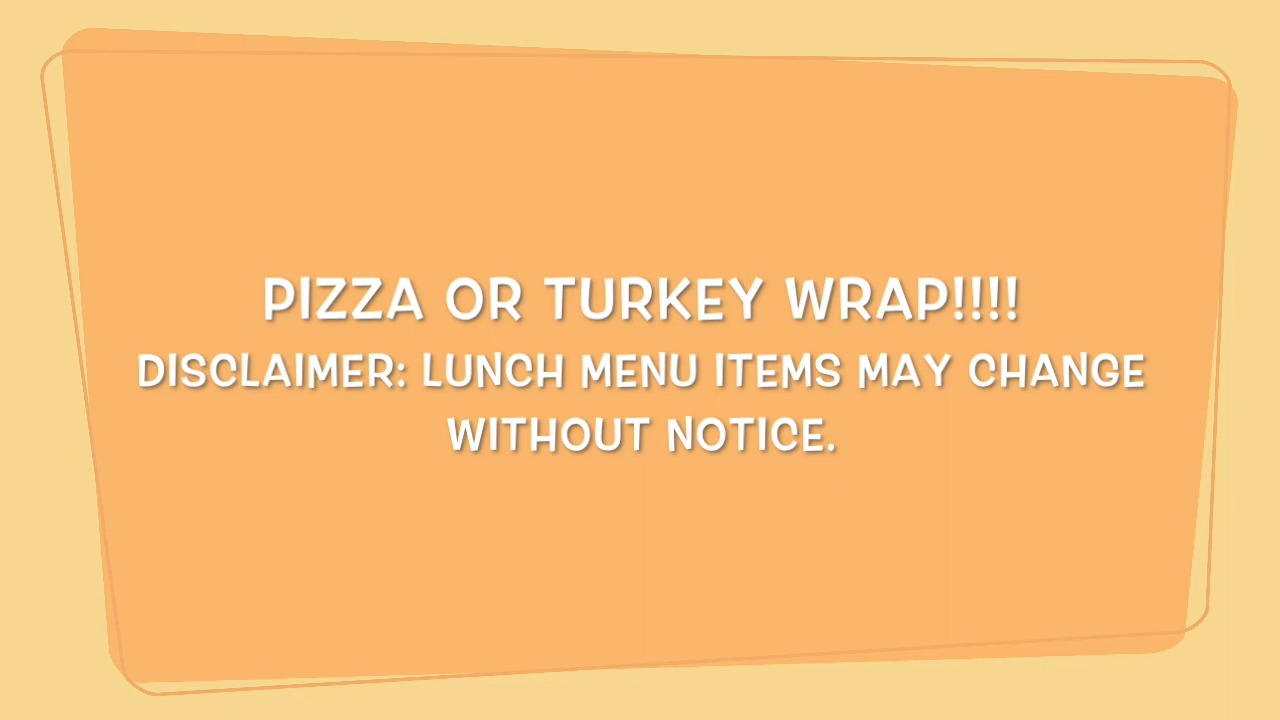 PIZZA OR TURKEY WRAP!!!!
DISCLAIMER: LUNCH MENU ITEMS MAY CHANGE
WITHOUT NOTICE.